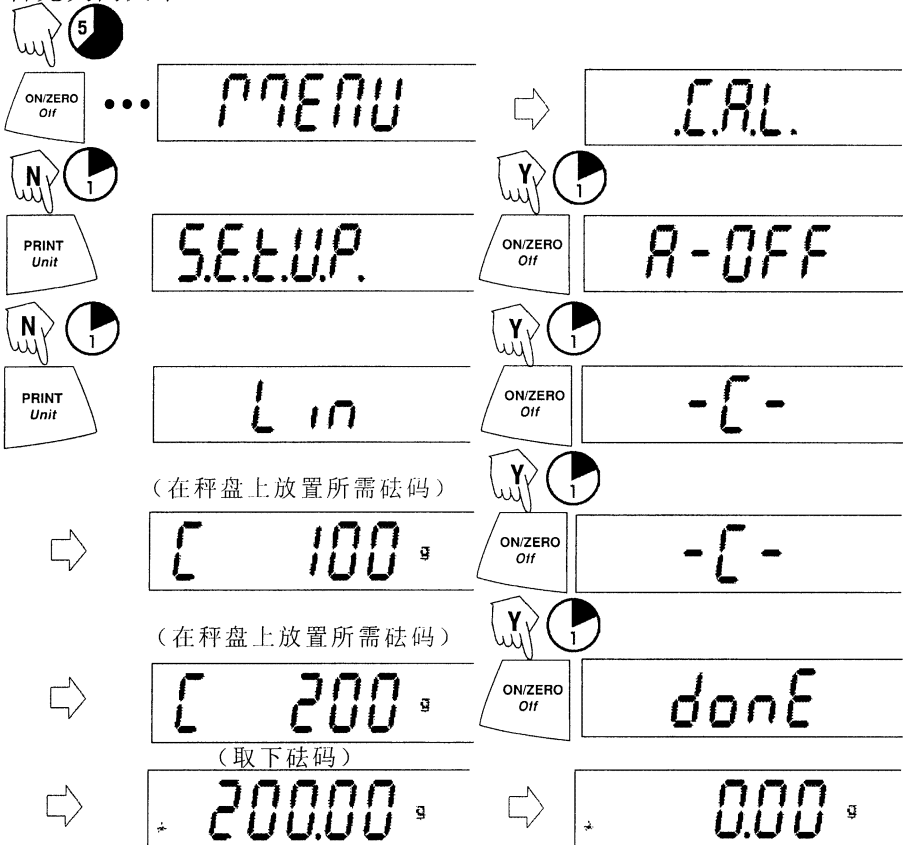 5
ON/ZERO
Off
MENU
.C.A.L.
N 1
Y 1
PRINT
Unit
S.E.t.U.P.
ON/ZERO
Off
A-OFF
N 1
Y 1
PRINT
Unit
L in
ON/ZERO
Off
-C-
（在秤盘上放置所需砝码）
Y 1
C 100 g
ON/ZERO
Off
-C-
（在秤盘上放置所需砝码）
Y 1
C 200 g
ON/ZERO
Off
donE
（取下砝码）
200.00 g
0.00 g